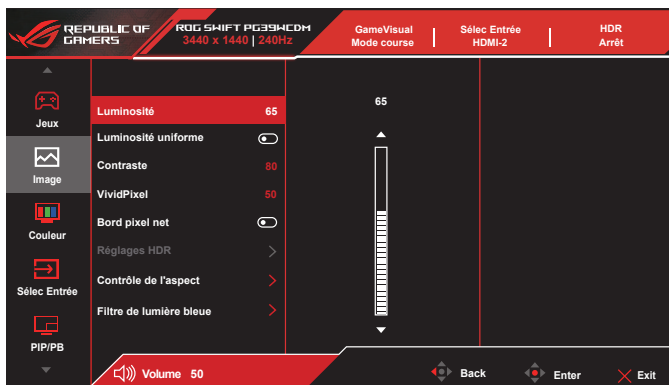 REPUBLIC OF
GAMERS
ROG SWIFT PG39WCDM
3440 x 1440 | 240Hz
GameVisual
Mode course
Sélec Entrée
HDMI-2
HDR
Arrêt
Jeux
Image
Couleur
Sélec Entrée
PIP/PB
Luminosité 65
Luminosité uniforme
Contraste 80
VividPixel 50
Bord pixel net
Réglages HDR
Contrôle de l'aspect
Filtre de lumière bleue
65
Volume 50
Back
Enter
Exit